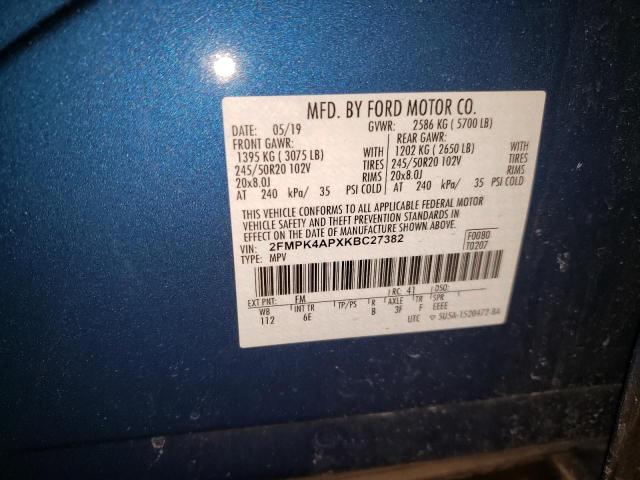 MFD. BY FORD MOTOR CO.
DATE: 05/19 GVWR: 2586 KG ( 5700 LB)
FRONT GAWR: REAR GAWR:
1395 KG ( 3075 LB) WITH 1202 KG ( 2650 LB) WITH
245/50R20 102V TIRES 245/50R20 102V TIRES
20x8.0J RIMS 20x8.0J RIMS
AT 240 kPa/ 35 PSI COLD AT 240 kPa/ 35 PSI COLD
THIS VEHICLE CONFORMS TO ALL APPLICABLE FEDERAL MOTOR
VEHICLE SAFETY AND THEFT PREVENTION STANDARDS IN
EFFECT ON THE DATE OF MANUFACTURE SHOWN ABOVE.
VIN: 2FMPK4APXKBC27382 F0080
TYPE: MPV T0207
EXT PNT: FM RC: 41 DSO:
WB INT TR TP/PS R AXLE TR SPR
112 6E B 3F F EEEE
UTC 5U5A-1520472-BA